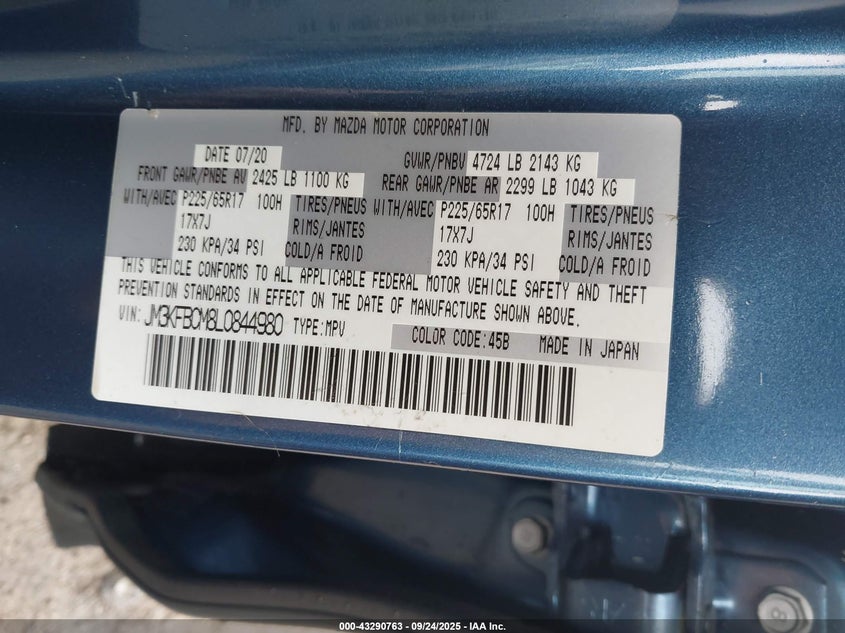 MFD. BY MAZDA MOTOR CORPORATION
DATE 07/20 GVWR/PNBV 4724 LB 2143 KG
FRONT GAWR/PNBE AV 2425 LB 1100 KG REAR GAWR/PNBE AR 2299 LB 1043 KG
WITH/AVEC P225/65R17 100H TIRES/PNEUS WITH/AVEC P225/65R17 100H TIRES/PNEUS
17X7J RIMS/JANTES 17X7J RIMS/JANTES
230 KPA/34 PSI COLD/A FROID 230 KPA/34 PSI COLD/A FROID
THIS VEHICLE CONFORMS TO ALL APPLICABLE FEDERAL MOTOR VEHICLE SAFETY AND THEFT
PREVENTION STANDARDS IN EFFECT ON THE DATE OF MANUFACTURE SHOWN ABOVE.
VIN: JM3KFBCM8L0844980 TYPE:MPV COLOR CODE:45B MADE IN JAPAN
8
000-43290763 - 09/24/2025 - IAA Inc.